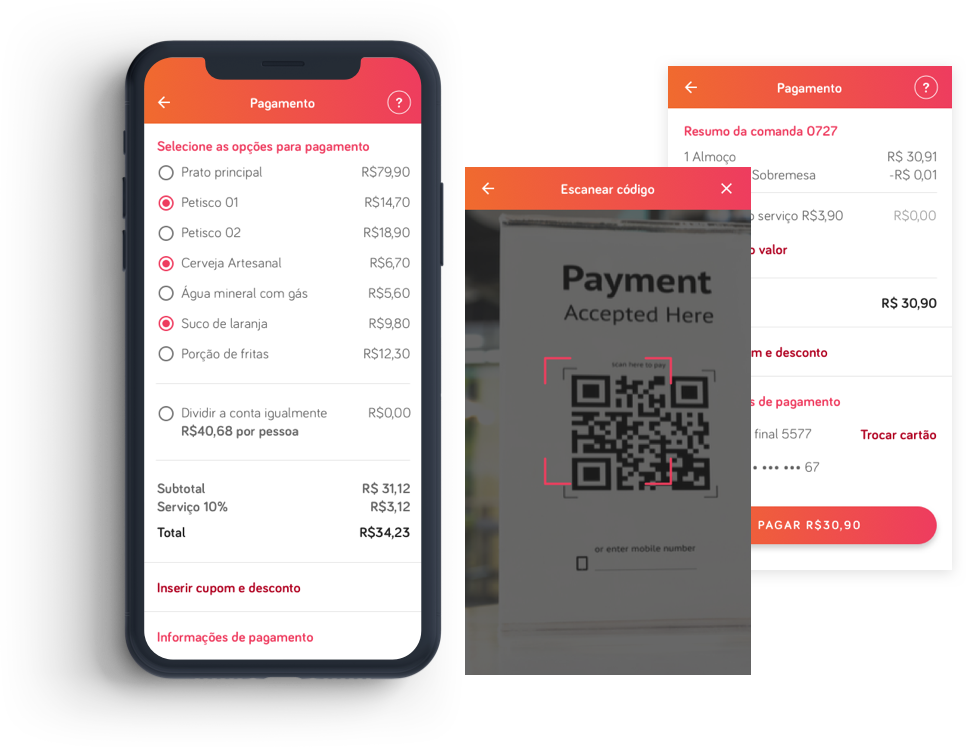 Pagamento
?
Selecione as opções para pagamento
Prato principal R$79,90
Petisco 01 R$14,70
Petisco 02 R$18,90
Cerveja Artesanal R$6,70
Água mineral com gás R$5,60
Suco de laranja R$9,80
Porção de fritas R$12,30
Dividir a conta igualmente R$0,00
R$40,68 por pessoa
Subtotal R$ 31,12
Serviço 10% R$3,12
Total R$34,23
Inserir cupom e desconto
Informações de pagamento
Escanear código
Payment
Accepted Here
scan here to pay
or enter mobile number
Pagamento
?
Resumo da comanda 0727
1 Almoço R$ 30,91
Sobremesa -R$ 0,01
serviço R$3,90 R$0,00
valor
R$ 30,90
e desconto
de pagamento
final 5577 Trocar cartão
• ••• ••• 67
PAGAR R$30,90